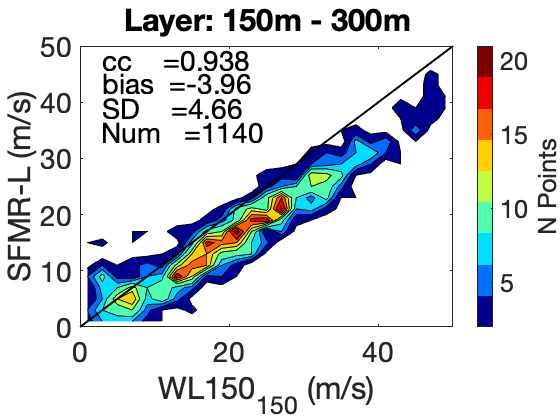 Layer: 150m - 300m
cc =0.938
bias =-3.96
SD =4.66
Num =1140
SFMR-L (m/s)
50
40
30
20
10
0
0 20 40
WL150₁₅₀ (m/s)
20
15
10
5
N Points